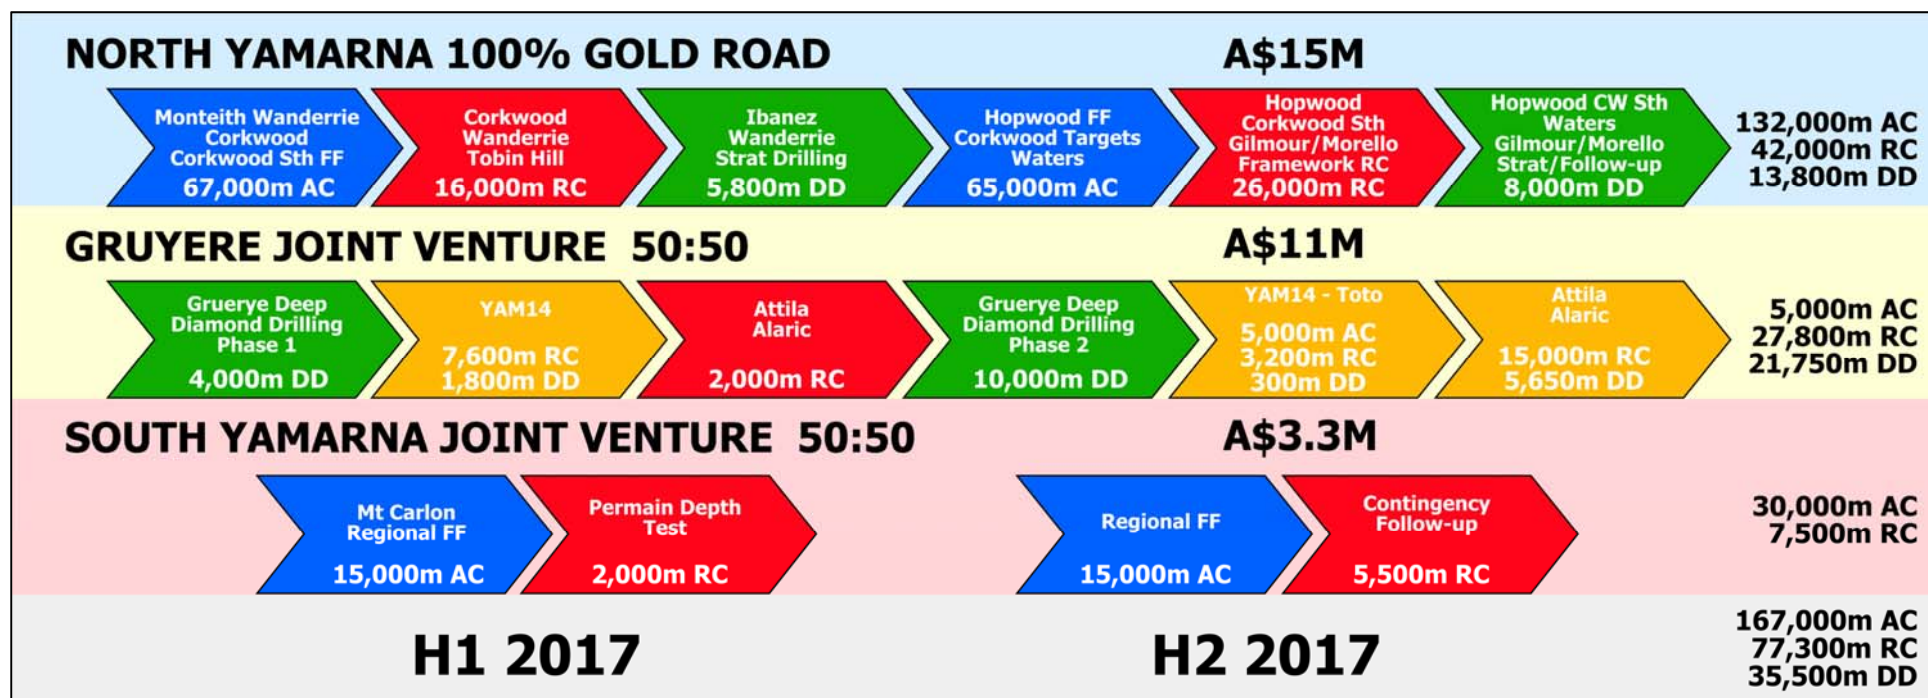 NORTH YAMARNA 100% GOLD ROAD
A$15M
Monteith Wanderrie
Corkwood
Corkwood Sth FF
67,000m AC
Corkwood
Wanderrie
Tobin Hill
16,000m RC
Ibanez
Wanderrie
Strat Drilling
5,800m DD
Hopwood FF
Corkwood Targets
Waters
65,000m AC
Hopwood
Corkwood Sth
Gilmour/Morello
Framework RC
26,000m RC
Hopwood CW Sth
Waters
Gilmour/Morello
Strat/Follow-up
8,000m DD
132,000m AC
42,000m RC
13,800m DD
GRUYERE JOINT VENTURE 50:50
A$11M
Gruerye Deep
Diamond Drilling
Phase 1
4,000m DD
YAM14
7,600m RC
1,800m DD
Attila
Alaric
2,000m RC
Gruerye Deep
Diamond Drilling
Phase 2
10,000m DD
YAM14 - Toto
5,000m AC
3,200m RC
300m DD
Attila
Alaric
15,000m RC
5,650m DD
5,000m AC
27,800m RC
21,750m DD
SOUTH YAMARNA JOINT VENTURE 50:50
A$3.3M
Mt Carlon
Regional FF
15,000m AC
Permain Depth
Test
2,000m RC
Regional FF
15,000m AC
Contingency
Follow-up
5,500m RC
30,000m AC
7,500m RC
H1 2017
H2 2017
167,000m AC
77,300m RC
35,500m DD